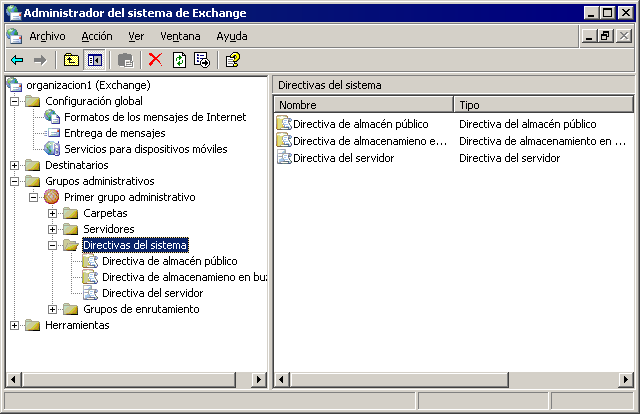 Administrador del sistema de Exchange
Archivo Acción Ver Ventana Ayuda
organizacion1 (Exchange)
Configuración global
Formatos de los mensajes de Internet
Entrega de mensajes
Servicios para dispositivos móviles
Destinatarios
Grupos administrativos
Primer grupo administrativo
Carpetas
Servidores
Directivas del sistema
Directiva de almacén público
Directiva de almacenamieno en bu
Directiva del servidor
Grupos de enrutamiento
Herramientas
Directivas del sistema
Nombre Tipo
Directiva de almacén público Directiva del almacén público
Directiva de almacenamieno e... Directiva de almacenamiento en ...
Directiva del servidor Directiva del servidor